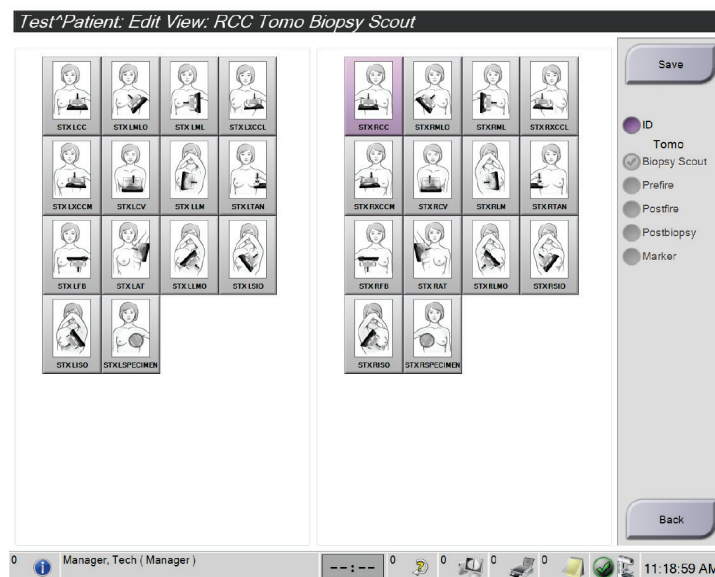 Test^Patient: Edit View: RCC Tomo Biopsy Scout
STX LCC STX LMLO STX LML STX LXCCL
STX LXCCM STX LCV STX LLM STX LTAN
STX LFB STX LAT STX LLMO STX LSIO
STX LISO STX LSPECIMEN
STX RCC STX RMLO STX RML STX RXCCL
STX RXCCM STX RCV STX RLM STX RTAN
STX RFB STX RAT STX RLMO STX RSIO
STX RISO STX RSPECIMEN
Save
ID
Tomo
Biopsy Scout
Prefire
Postfire
Postbiopsy
Marker
Back
0 Manager, Tech ( Manager ) --:-- 0 0 0 0 11:18:59 AM